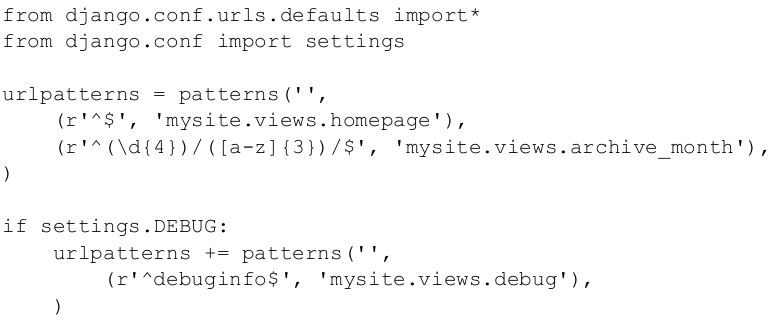 from django.conf.urls.defaults import*
from django.conf import settings

urlpatterns = patterns('',
    (r'^$', 'mysite.views.homepage'),
    (r'^(\d{4})/([a-z]{3})/$', 'mysite.views.archive_month'),
)

if settings.DEBUG:
    urlpatterns += patterns('',
        (r'^debuginfo$', 'mysite.views.debug'),
    )